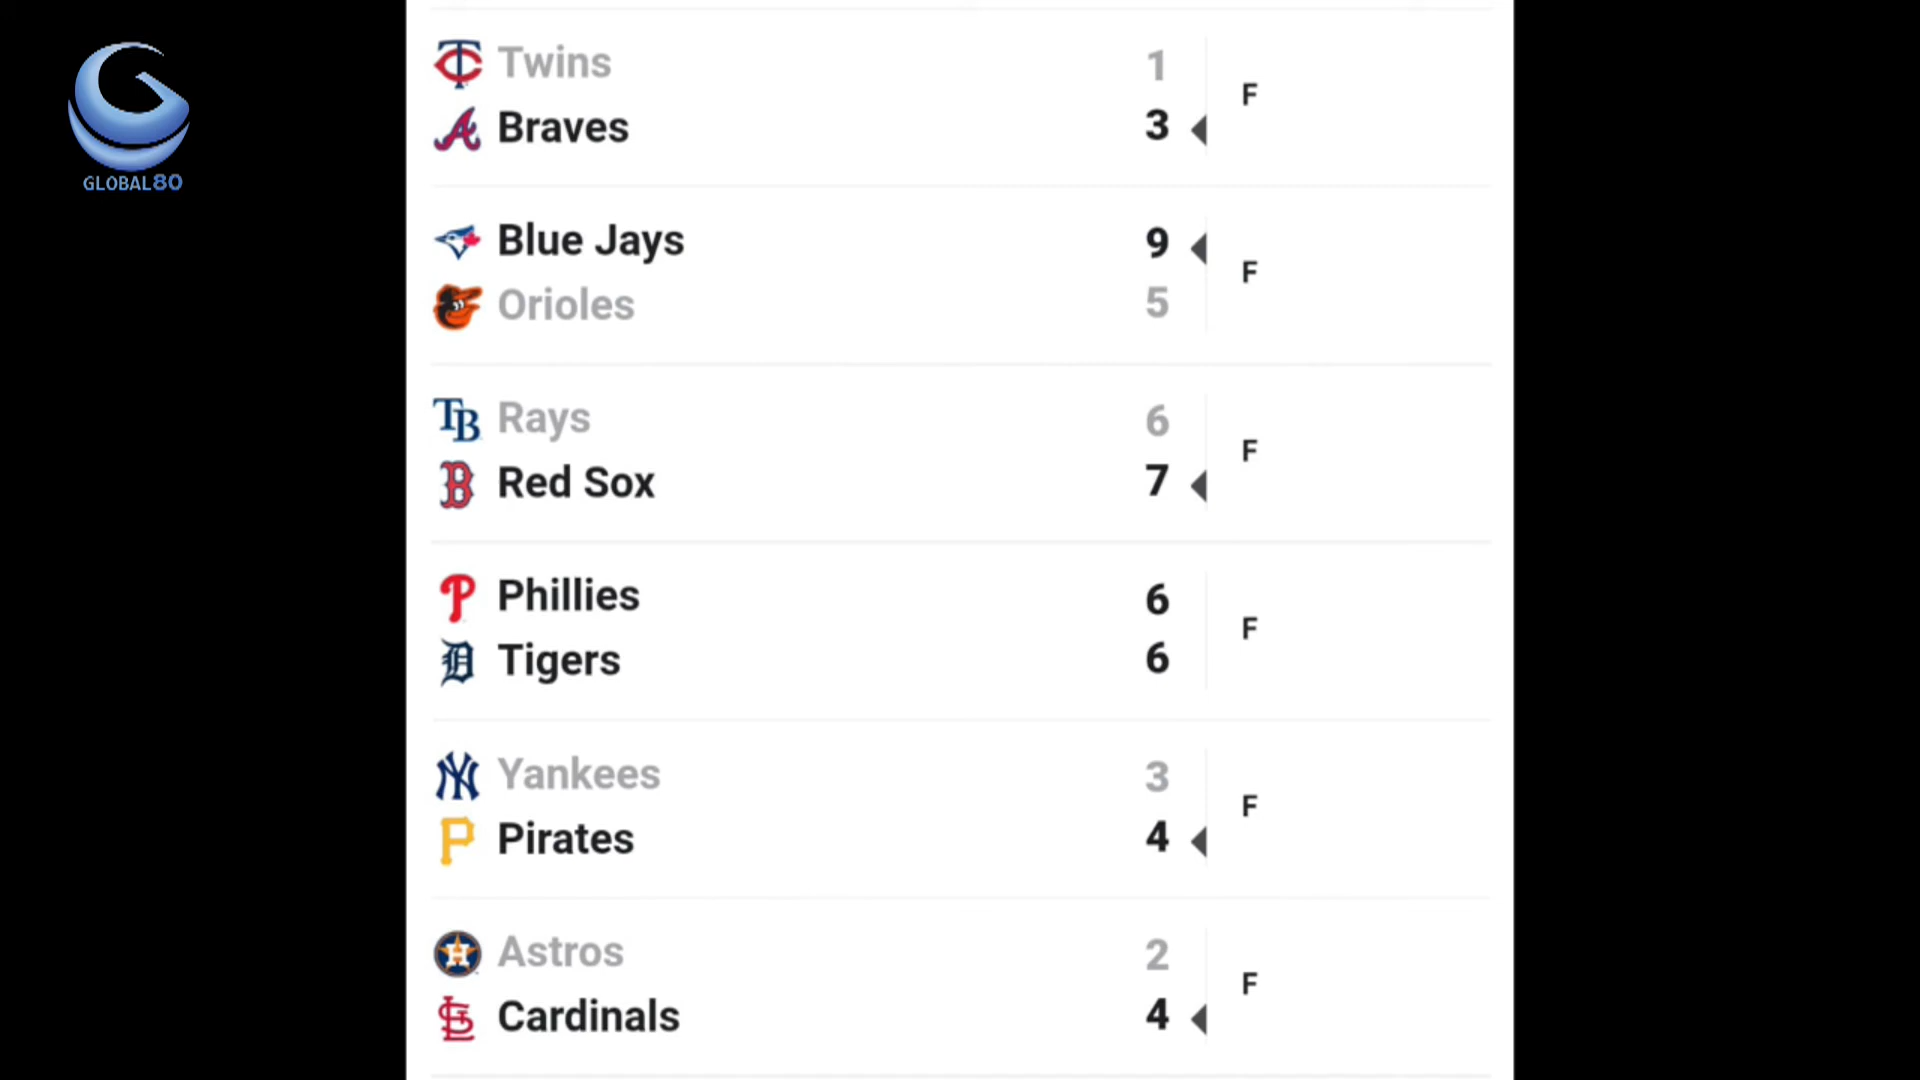 GLOBAL80
Twins 1
Braves 3
F
Blue Jays 9
Orioles 5
F
Rays 6
Red Sox 7
F
Phillies 6
Tigers 6
F
Yankees 3
Pirates 4
F
Astros 2
Cardinals 4
F